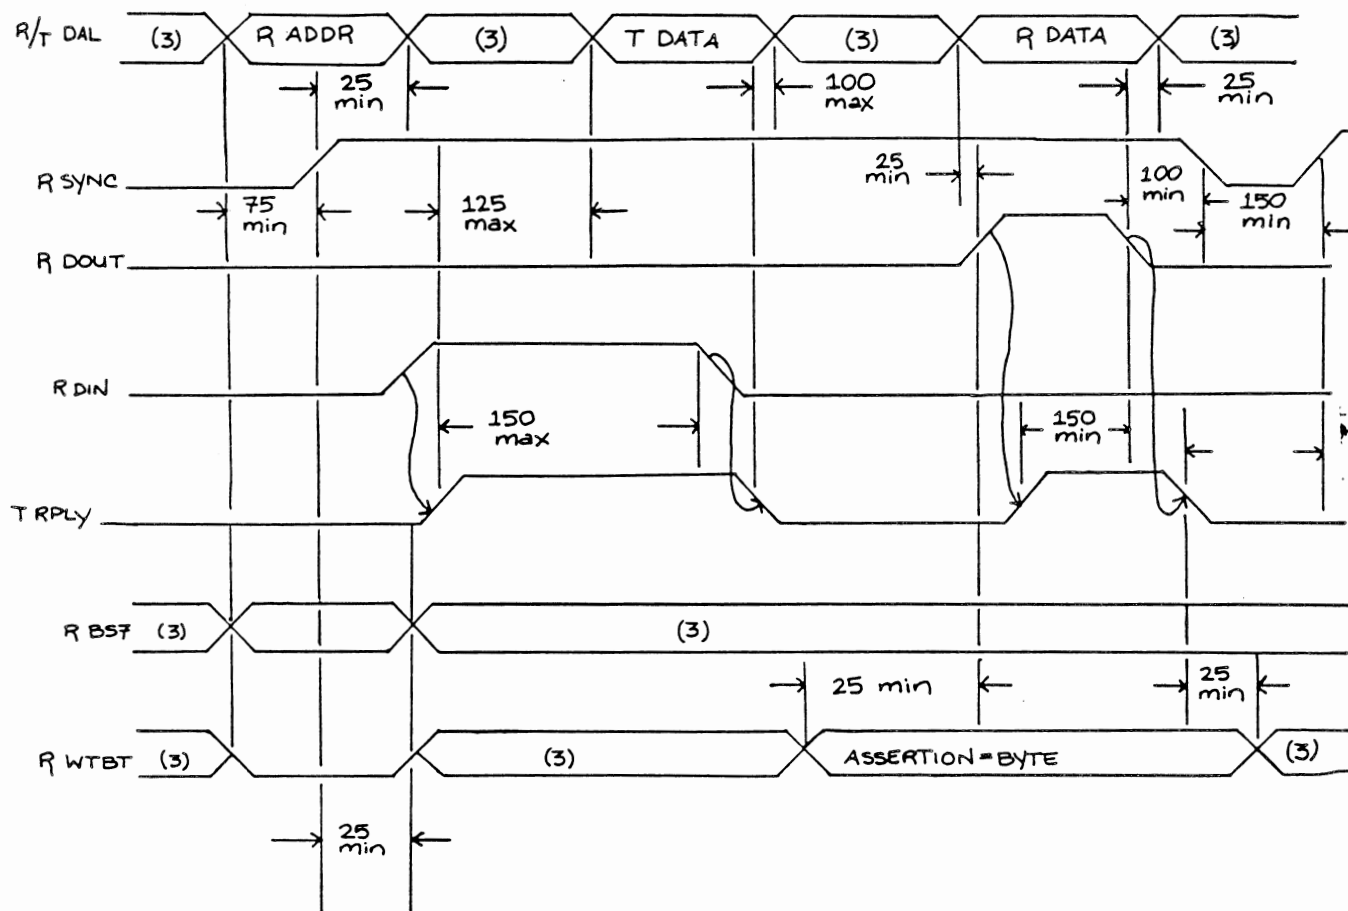 R/T DAL (3) R ADDR (3) T DATA (3) R DATA (3)
25 min
100 max
25 min
R SYNC
25 min
100 min
150 min
75 min
125 max
R DOUT
R DIN
150 max
150 min
T RPLY
R BS7 (3) (3)
25 min
25 min
R WTBT (3) (3) ASSERTION=BYTE (3)
25 min